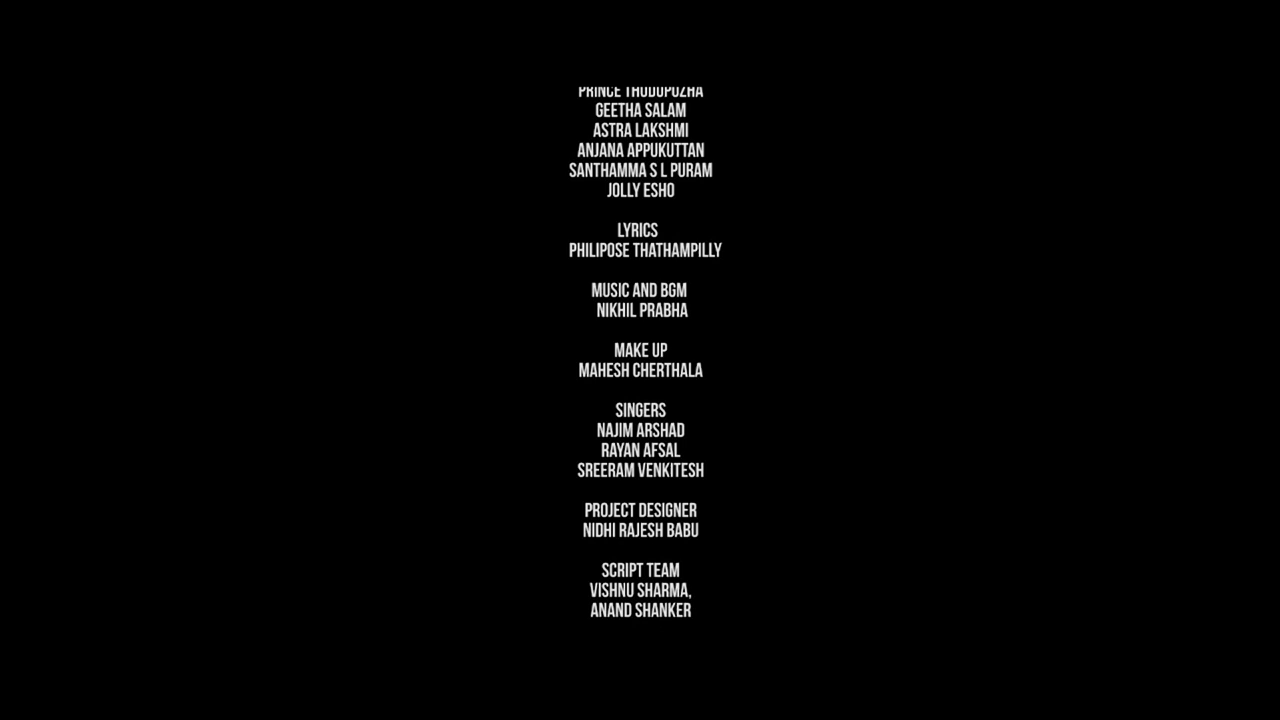 PRINCE THODUPUZHA
GEETHA SALAM
ASTRA LAKSHMI
ANJANA APPUKUTTAN
SANTHAMMA S L PURAM
JOLLY ESHO
LYRICS
PHILIPOSE THATHAMPILLY
MUSIC AND BGM
NIKHIL PRABHA
MAKE UP
MAHESH CHERTHALA
SINGERS
NAJIM ARSHAD
RAYAN AFSAL
SREERAM VENKITESH
PROJECT DESIGNER
NIDHI RAJESH BABU
SCRIPT TEAM
VISHNU SHARMA,
ANAND SHANKER